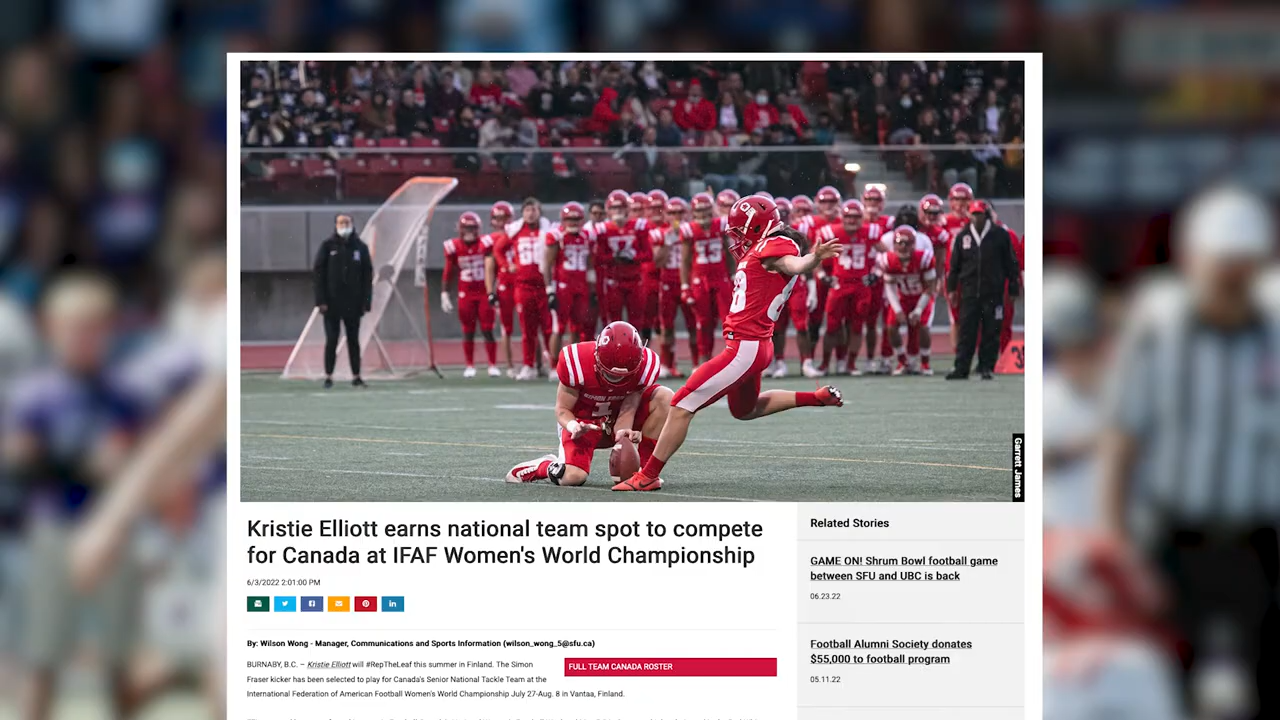 Garrett James
Kristie Elliott earns national team spot to compete
for Canada at IFAF Women's World Championship
6/3/2022 2:01:00 PM
By: Wilson Wong - Manager, Communications and Sports Information (wilson_wong_5@sfu.ca)
BURNABY, B.C. – Kristie Elliott will #RepTheLeaf this summer in Finland. The Simon
Fraser kicker has been selected to play for Canada's Senior National Tackle Team at the
International Federation of American Football Women's World Championship July 27-Aug. 8 in Vantaa, Finland.
FULL TEAM CANADA ROSTER
Related Stories
GAME ON! Shrum Bowl football game
between SFU and UBC is back
06.23.22
Football Alumni Society donates
$55,000 to football program
05.11.22